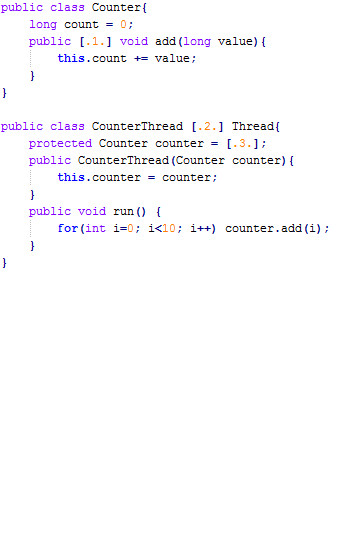 public class Counter{
long count = 0;
public [.1.] void add(long value){
this.count += value;
}
}
public class CounterThread [.2.] Thread{
protected Counter counter = [.3.];
public CounterThread(Counter counter){
this.counter = counter;
}
public void run() {
for(int i=0; i<10; i++) counter.add(i);
}
}